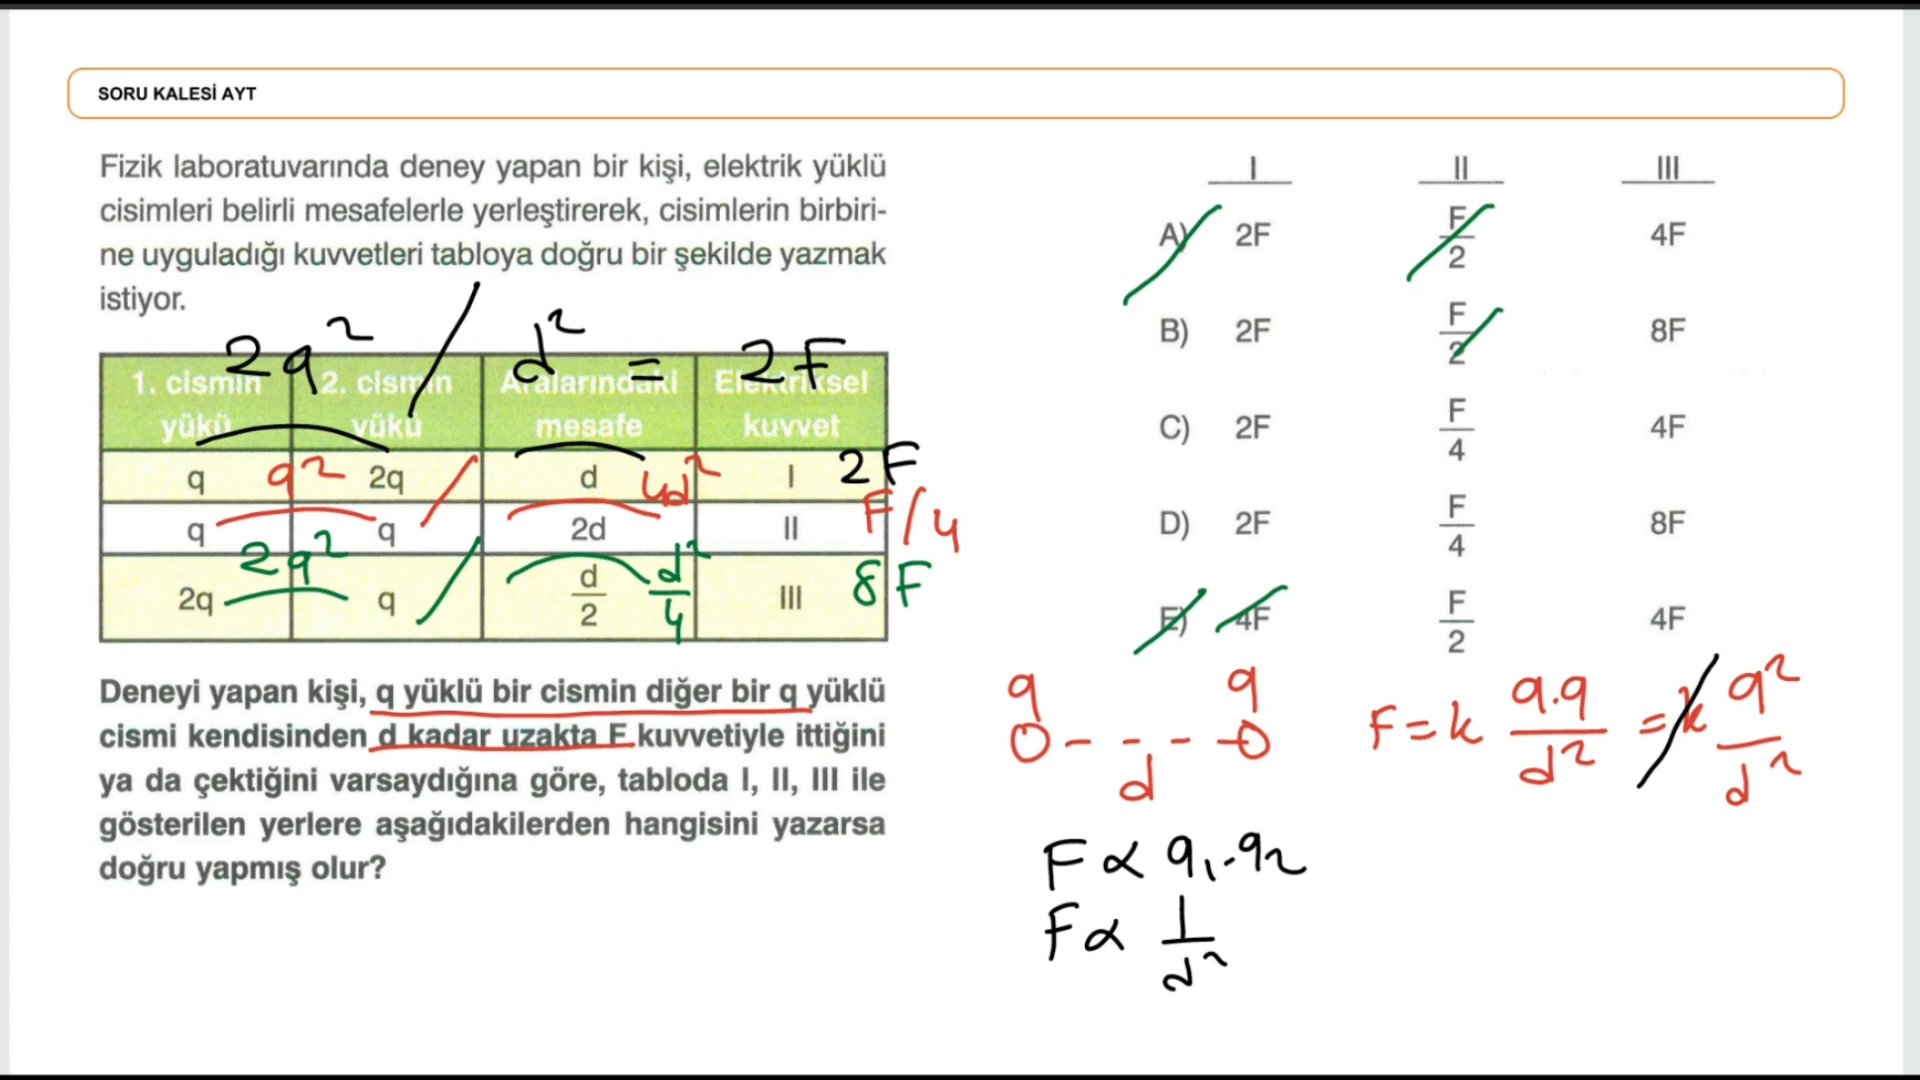 SORU KALESİ AYT
Fizik laboratuvarında deney yapan bir kişi, elektrik yüklü
cisimleri belirli mesafelerle yerleştirerek, cisimlerin birbiri-
ne uyguladığı kuvvetleri tabloya doğru bir şekilde yazmak
istiyor.
2q² / d² = 2F
1. cismin yükü 2. cismin yükü Aralarındaki mesafe Elektriksel kuvvet
q q² 2q / d 4d² I 2F
q q 2d II F/4
2q 2q² q / d/2 d²/4 III 8F
Deneyi yapan kişi, q yüklü bir cismin diğer bir q yüklü
cismi kendisinden d kadar uzakta F kuvvetiyle ittiğini
ya da çektiğini varsaydığına göre, tabloda I, II, III ile
gösterilen yerlere aşağıdakilerden hangisini yazarsa
doğru yapmış olur?
I II III
A) 2F F/2 4F
B) 2F F/2 8F
C) 2F F/4 4F
D) 2F F/4 8F
E) 4F F/2 4F
q q
d
F = k q.q/d² = k q²/d²
F ∝ q₁.q₂
F ∝ 1/d²